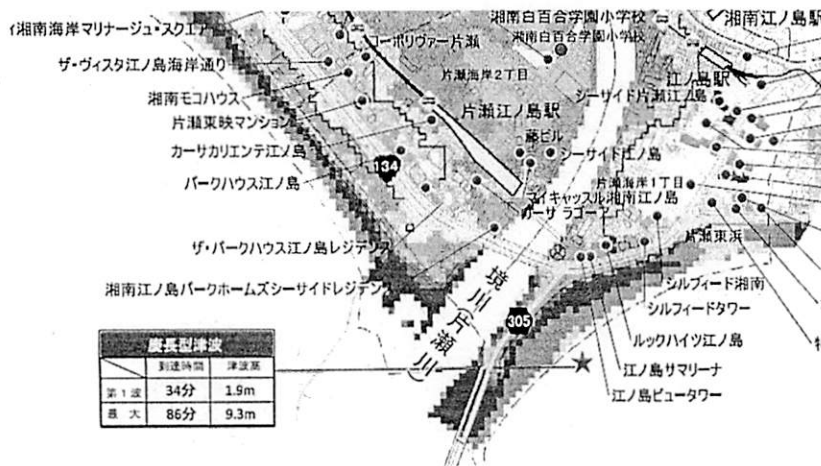 湘南海岸マリナージュ・スクエア
ザ・ヴィスタ江ノ島海岸通り
湘南モコハウス
片瀬東映マンション
カーサカリエンテ江ノ島
パークハウス江ノ島
134
ザ・パークハウス江ノ島レジデンス
湘南江ノ島パークホームズシーサイドレジデン
コーポリヴァー片瀬
片瀬海岸2丁目
片瀬江ノ島駅
藤ビル
湘南白百合学園小学校
湘南白百合学園小学校
湘南江ノ島駅
江ノ島駅
シーサイド片瀬江ノ島
シーサイド江ノ島
片瀬海岸1丁目
マイキャッスル湘南江ノ島
カーサ ラゴーン
片瀬東浜
境川(片瀬川)
305
シルフィード湘南
シルフィードタワー
ルックハイツ江ノ島
江ノ島サマリーナ
江ノ島ビュータワー
慶長型津波
到達時間 津波高
第1波 34分 1.9m
最大 86分 9.3m